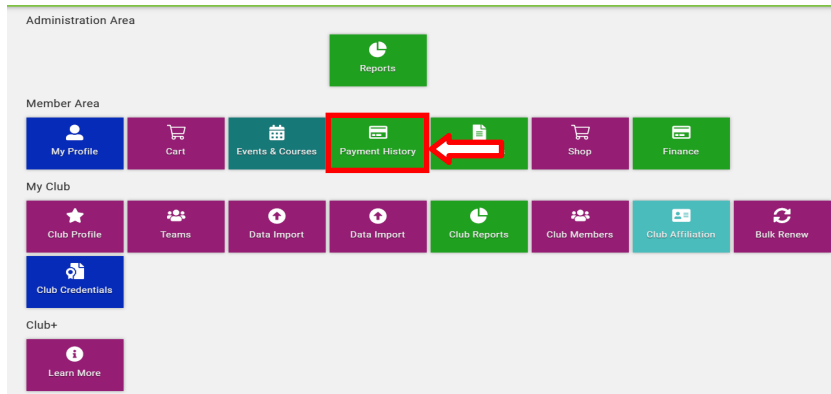 Administration Area
Reports
Member Area
My Profile
Cart
Events & Courses
Payment History
Shop
Finance
My Club
Club Profile
Teams
Data Import
Data Import
Club Reports
Club Members
Club Affiliation
Bulk Renew
Club Credentials
Club+
Learn More